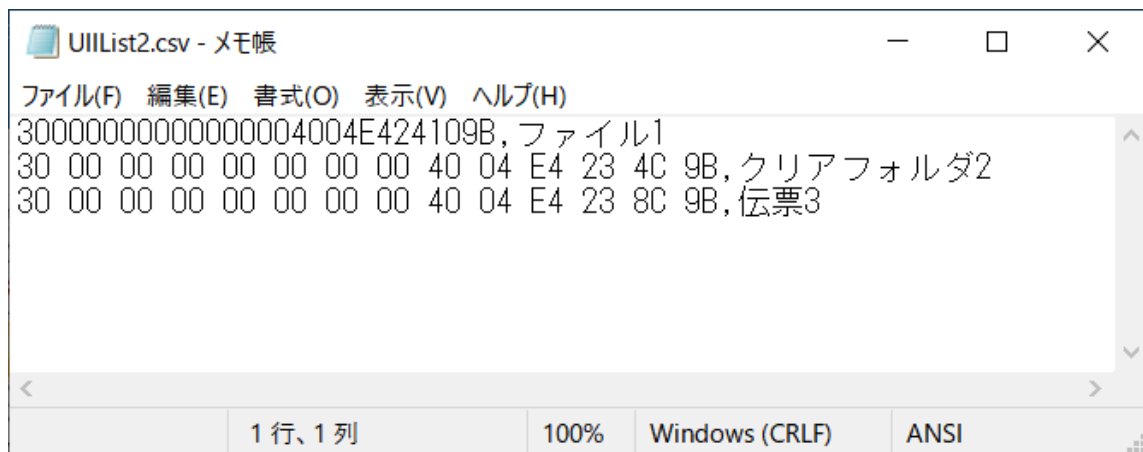 UIIList2.csv - メモ帳
ファイル(F) 編集(E) 書式(O) 表示(V) ヘルプ(H)
30000000000000004004E424109B,ファイル1
30 00 00 00 00 00 00 00 40 04 E4 23 4C 9B,クリアフォルダ2
30 00 00 00 00 00 00 00 40 04 E4 23 8C 9B,伝票3
1 行、1 列 100% Windows (CRLF) ANSI